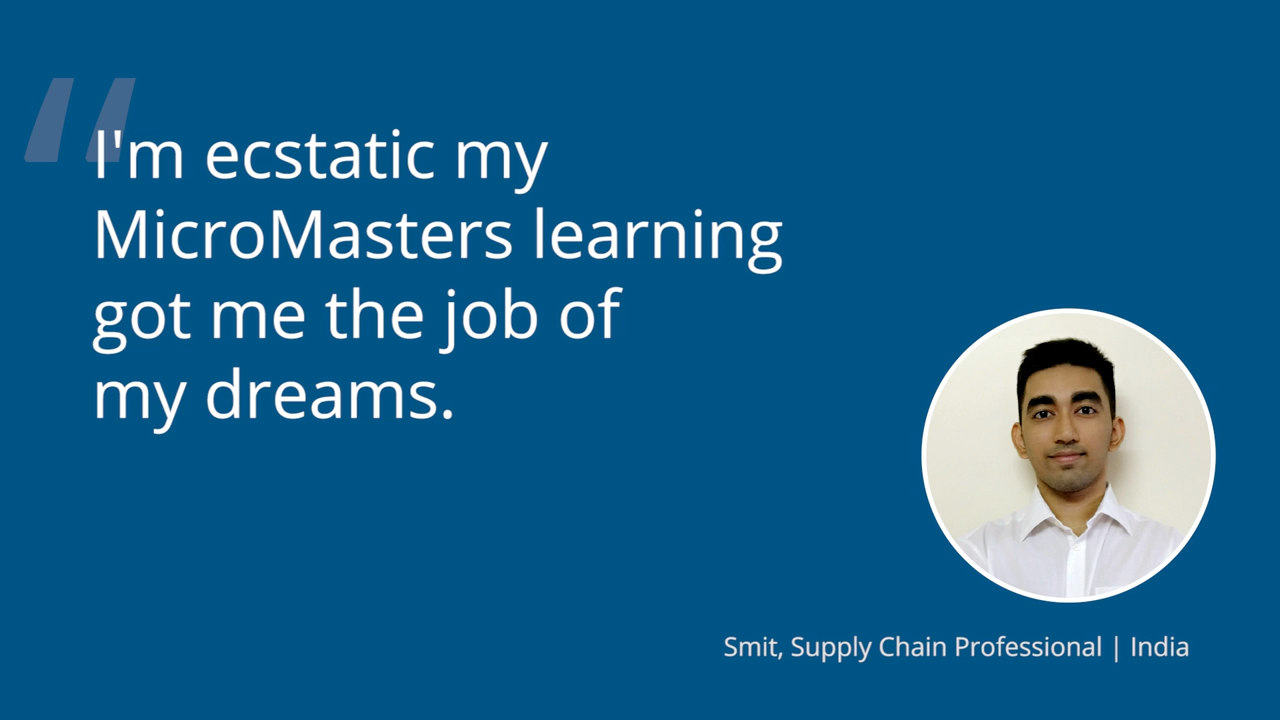 "
I'm ecstatic my
MicroMasters learning
got me the job of
my dreams.
Smit, Supply Chain Professional | India